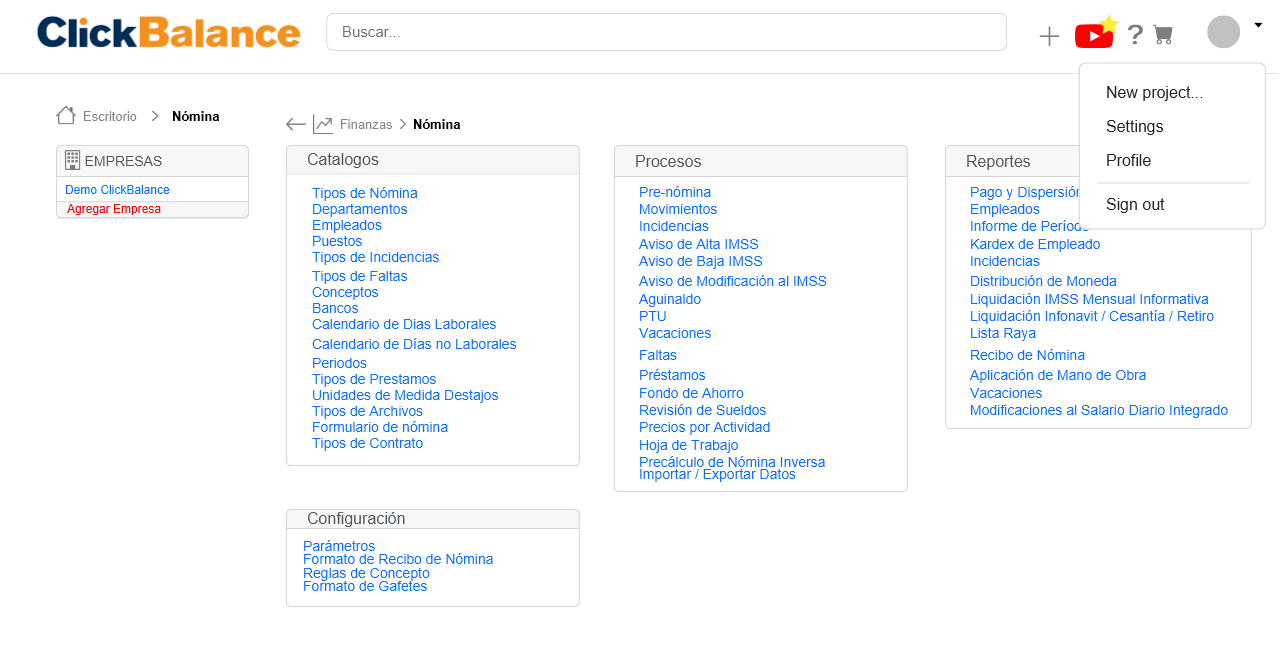 ClickBalance
Buscar...
?
New project...
Settings
Profile
Sign out
Escritorio > Nómina
Finanzas > Nómina
EMPRESAS
Demo ClickBalance
Agregar Empresa
Catalogos
Tipos de Nómina
Departamentos
Empleados
Puestos
Tipos de Incidencias
Tipos de Faltas
Conceptos
Bancos
Calendario de Dias Laborales
Calendario de Días no Laborales
Periodos
Tipos de Prestamos
Unidades de Medida Destajos
Tipos de Archivos
Formulario de nómina
Tipos de Contrato
Configuración
Parámetros
Formato de Recibo de Nómina
Reglas de Concepto
Formato de Gafetes
Procesos
Pre-nómina
Movimientos
Incidencias
Aviso de Alta IMSS
Aviso de Baja IMSS
Aviso de Modificación al IMSS
Aguinaldo
PTU
Vacaciones
Faltas
Préstamos
Fondo de Ahorro
Revisión de Sueldos
Precios por Actividad
Hoja de Trabajo
Precálculo de Nómina Inversa
Importar / Exportar Datos
Reportes
Pago y Dispersión
Empleados
Informe de Periodo
Kardex de Empleado
Incidencias
Distribución de Moneda
Liquidación IMSS Mensual Informativa
Liquidación Infonavit / Cesantía / Retiro
Lista Raya
Recibo de Nómina
Aplicación de Mano de Obra
Vacaciones
Modificaciones al Salario Diario Integrado